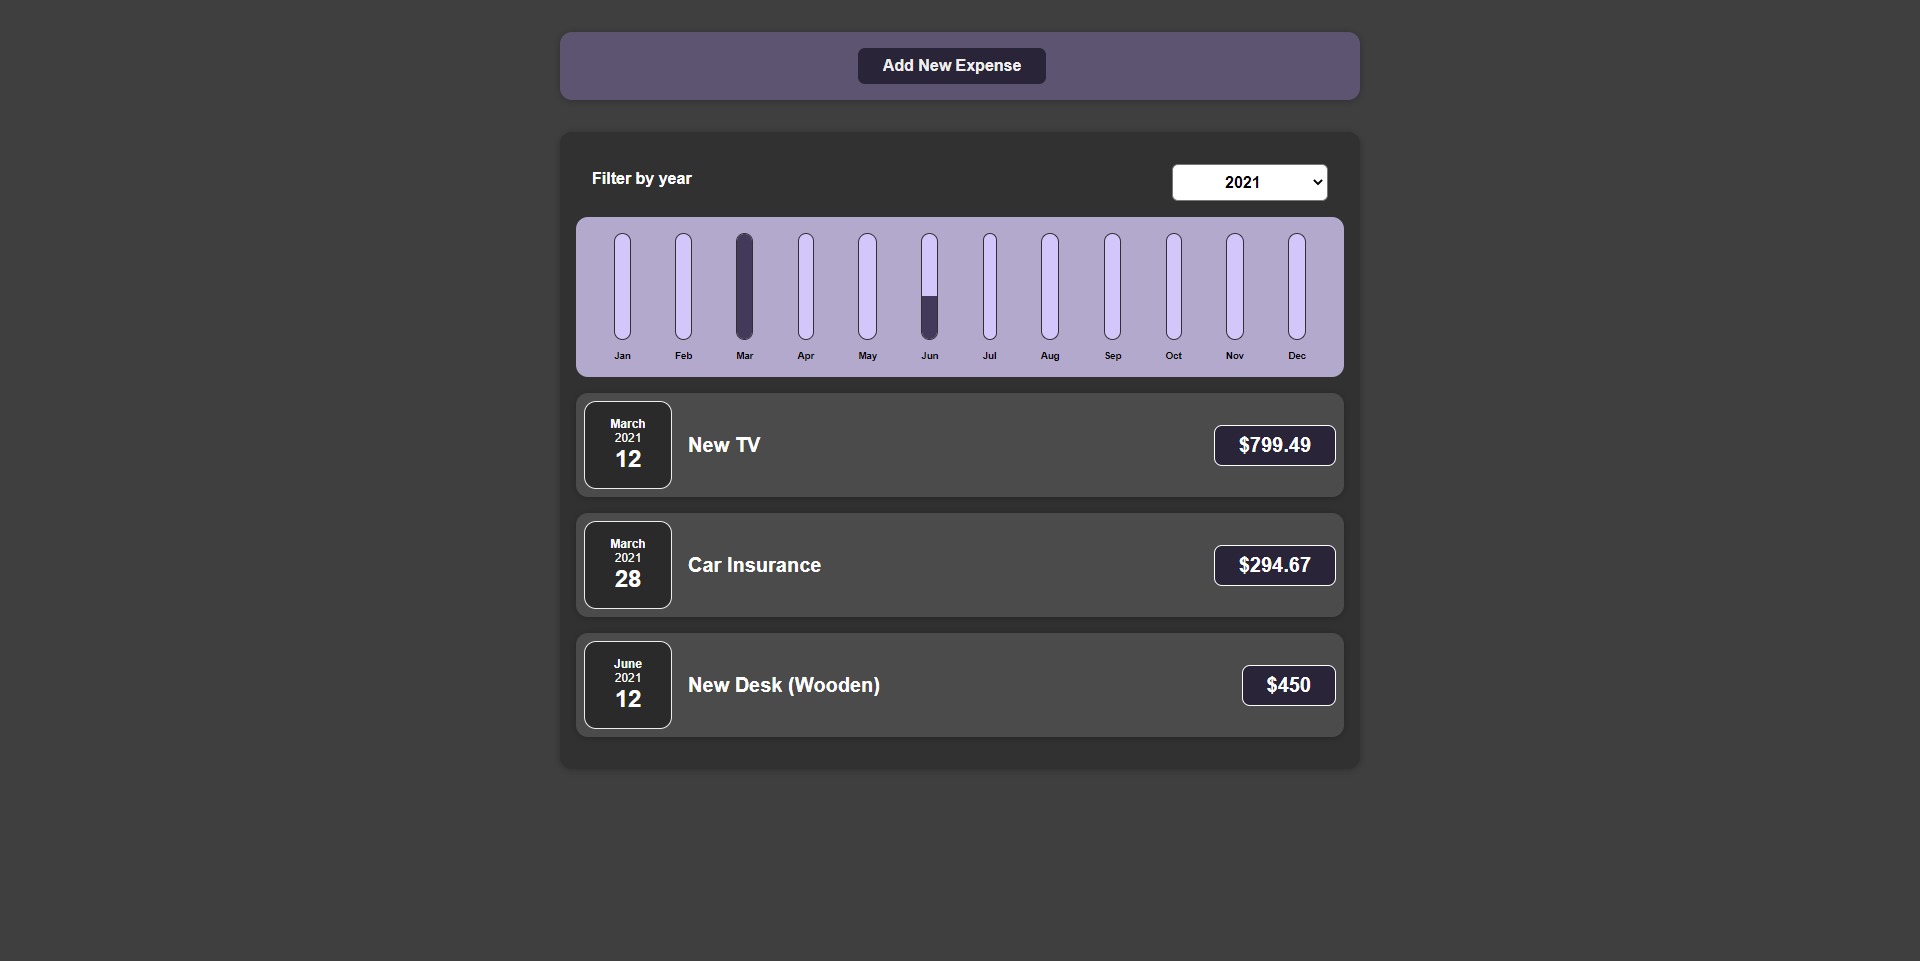 Add New Expense
Filter by year
2021
Jan Feb Mar Apr May Jun Jul Aug Sep Oct Nov Dec
March
2021
12
New TV
$799.49
March
2021
28
Car Insurance
$294.67
June
2021
12
New Desk (Wooden)
$450